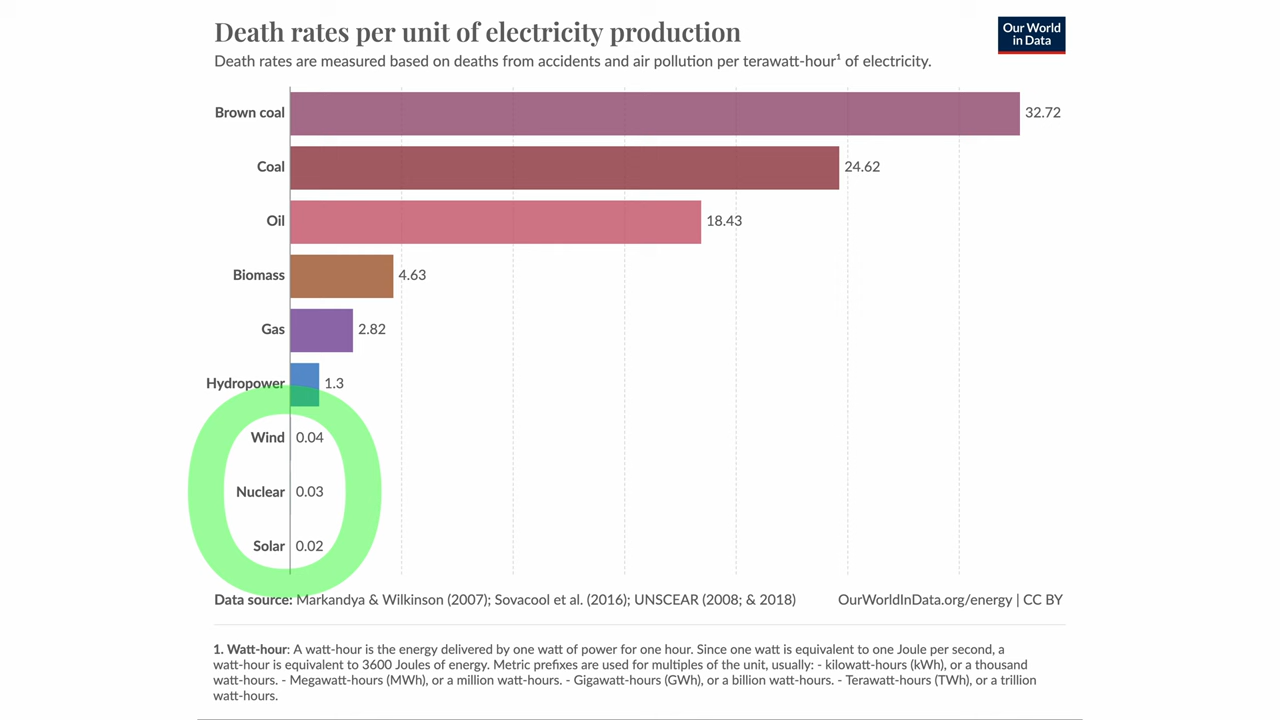 Death rates per unit of electricity production
Our World
in Data
Death rates are measured based on deaths from accidents and air pollution per terawatt-hour¹ of electricity.
Brown coal 32.72
Coal 24.62
Oil 18.43
Biomass 4.63
Gas 2.82
Hydropower 1.3
Wind 0.04
Nuclear 0.03
Solar 0.02
Data source: Markandya & Wilkinson (2007); Sovacool et al. (2016); UNSCEAR (2008; & 2018) OurWorldInData.org/energy | CC BY
1. Watt-hour: A watt-hour is the energy delivered by one watt of power for one hour. Since one watt is equivalent to one Joule per second, a
watt-hour is equivalent to 3600 Joules of energy. Metric prefixes are used for multiples of the unit, usually: - kilowatt-hours (kWh), or a thousand
watt-hours. - Megawatt-hours (MWh), or a million watt-hours. - Gigawatt-hours (GWh), or a billion watt-hours. - Terawatt-hours (TWh), or a trillion
watt-hours.